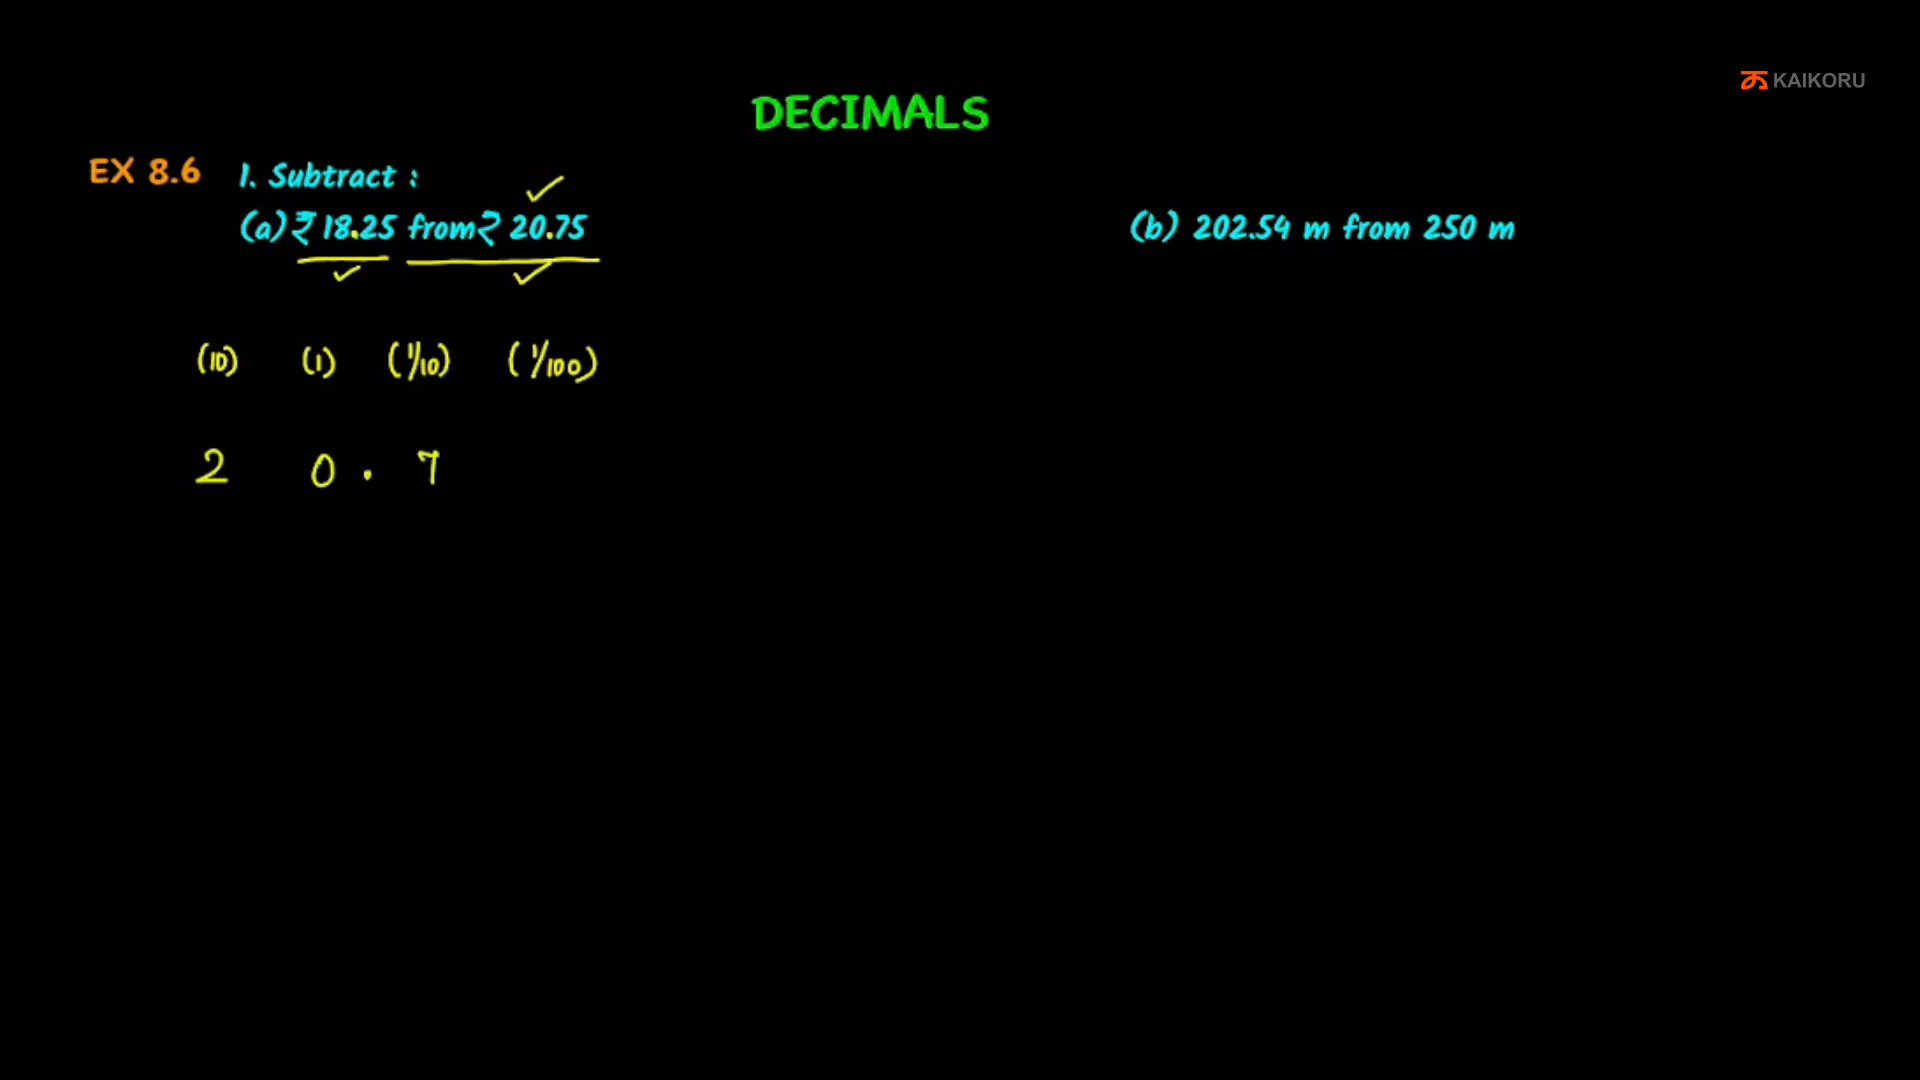 KAIKORU
DECIMALS
EX 8.6 1. Subtract :
(a) ₹ 18.25 from ₹ 20.75
(b) 202.54 m from 250 m
(10) (1) (1/10) (1/100)
2 0 . 7